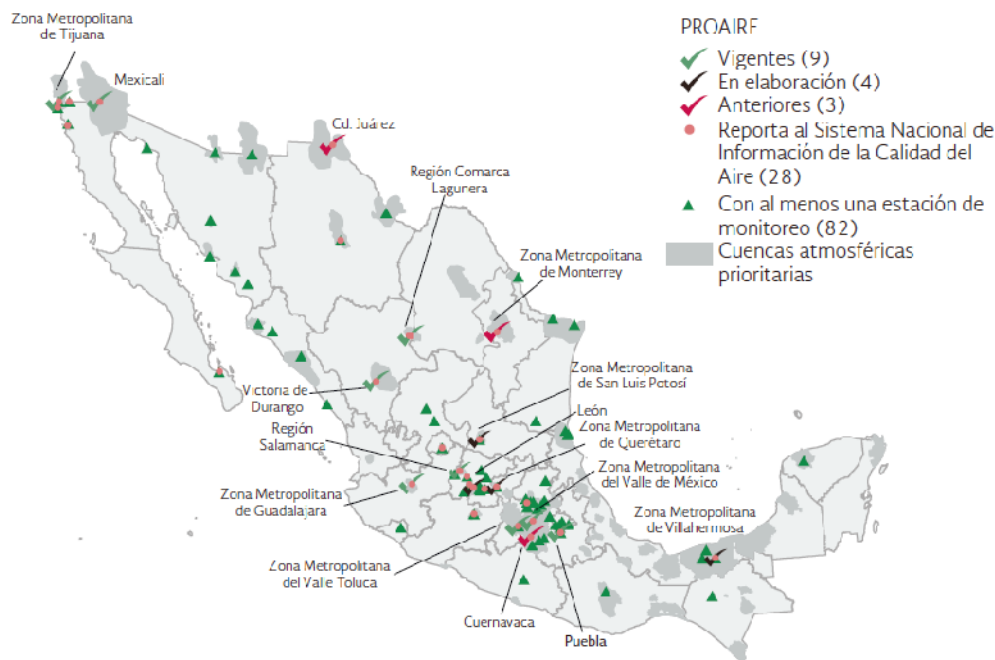 Zona Metropolitana
de Tijuana
Mexicali
Cd. Juárez
Región Comarca
Lagunera
Zona Metropolitana
de Monterrey
PROAIRE
Vigentes (9)
En elaboración (4)
Anteriores (3)
Reporta al Sistema Nacional de
Información de la Calidad del
Aire (28)
Con al menos una estación de
monitoreo (82)
Cuencas atmosféricas
prioritarias
Victoria de
Durango
Región
Salamanca
Zona Metropolitana
de San Luis Potosí
León
Zona Metropolitana
de Querétaro
Zona Metropolitana
del Valle de México
Zona Metropolitana
de Guadalajara
Zona Metropolitana
de Villahermosa
Zona Metropolitana
del Valle Toluca
Cuernavaca
Puebla